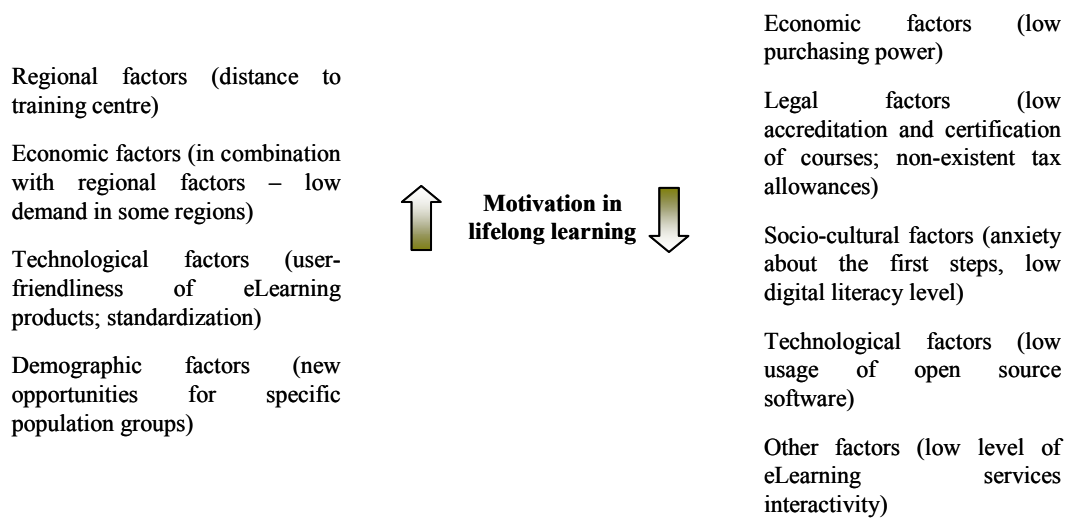 Regional factors (distance to
training centre)
Economic factors (in combination
with regional factors – low
demand in some regions)
Technological factors (user-
friendliness of eLearning
products; standardization)
Demographic factors (new
opportunities for specific
population groups)
Motivation in
lifelong learning
Economic factors (low
purchasing power)
Legal factors (low
accreditation and certification
of courses; non-existent tax
allowances)
Socio-cultural factors (anxiety
about the first steps, low
digital literacy level)
Technological factors (low
usage of open source
software)
Other factors (low level of
eLearning services
interactivity)